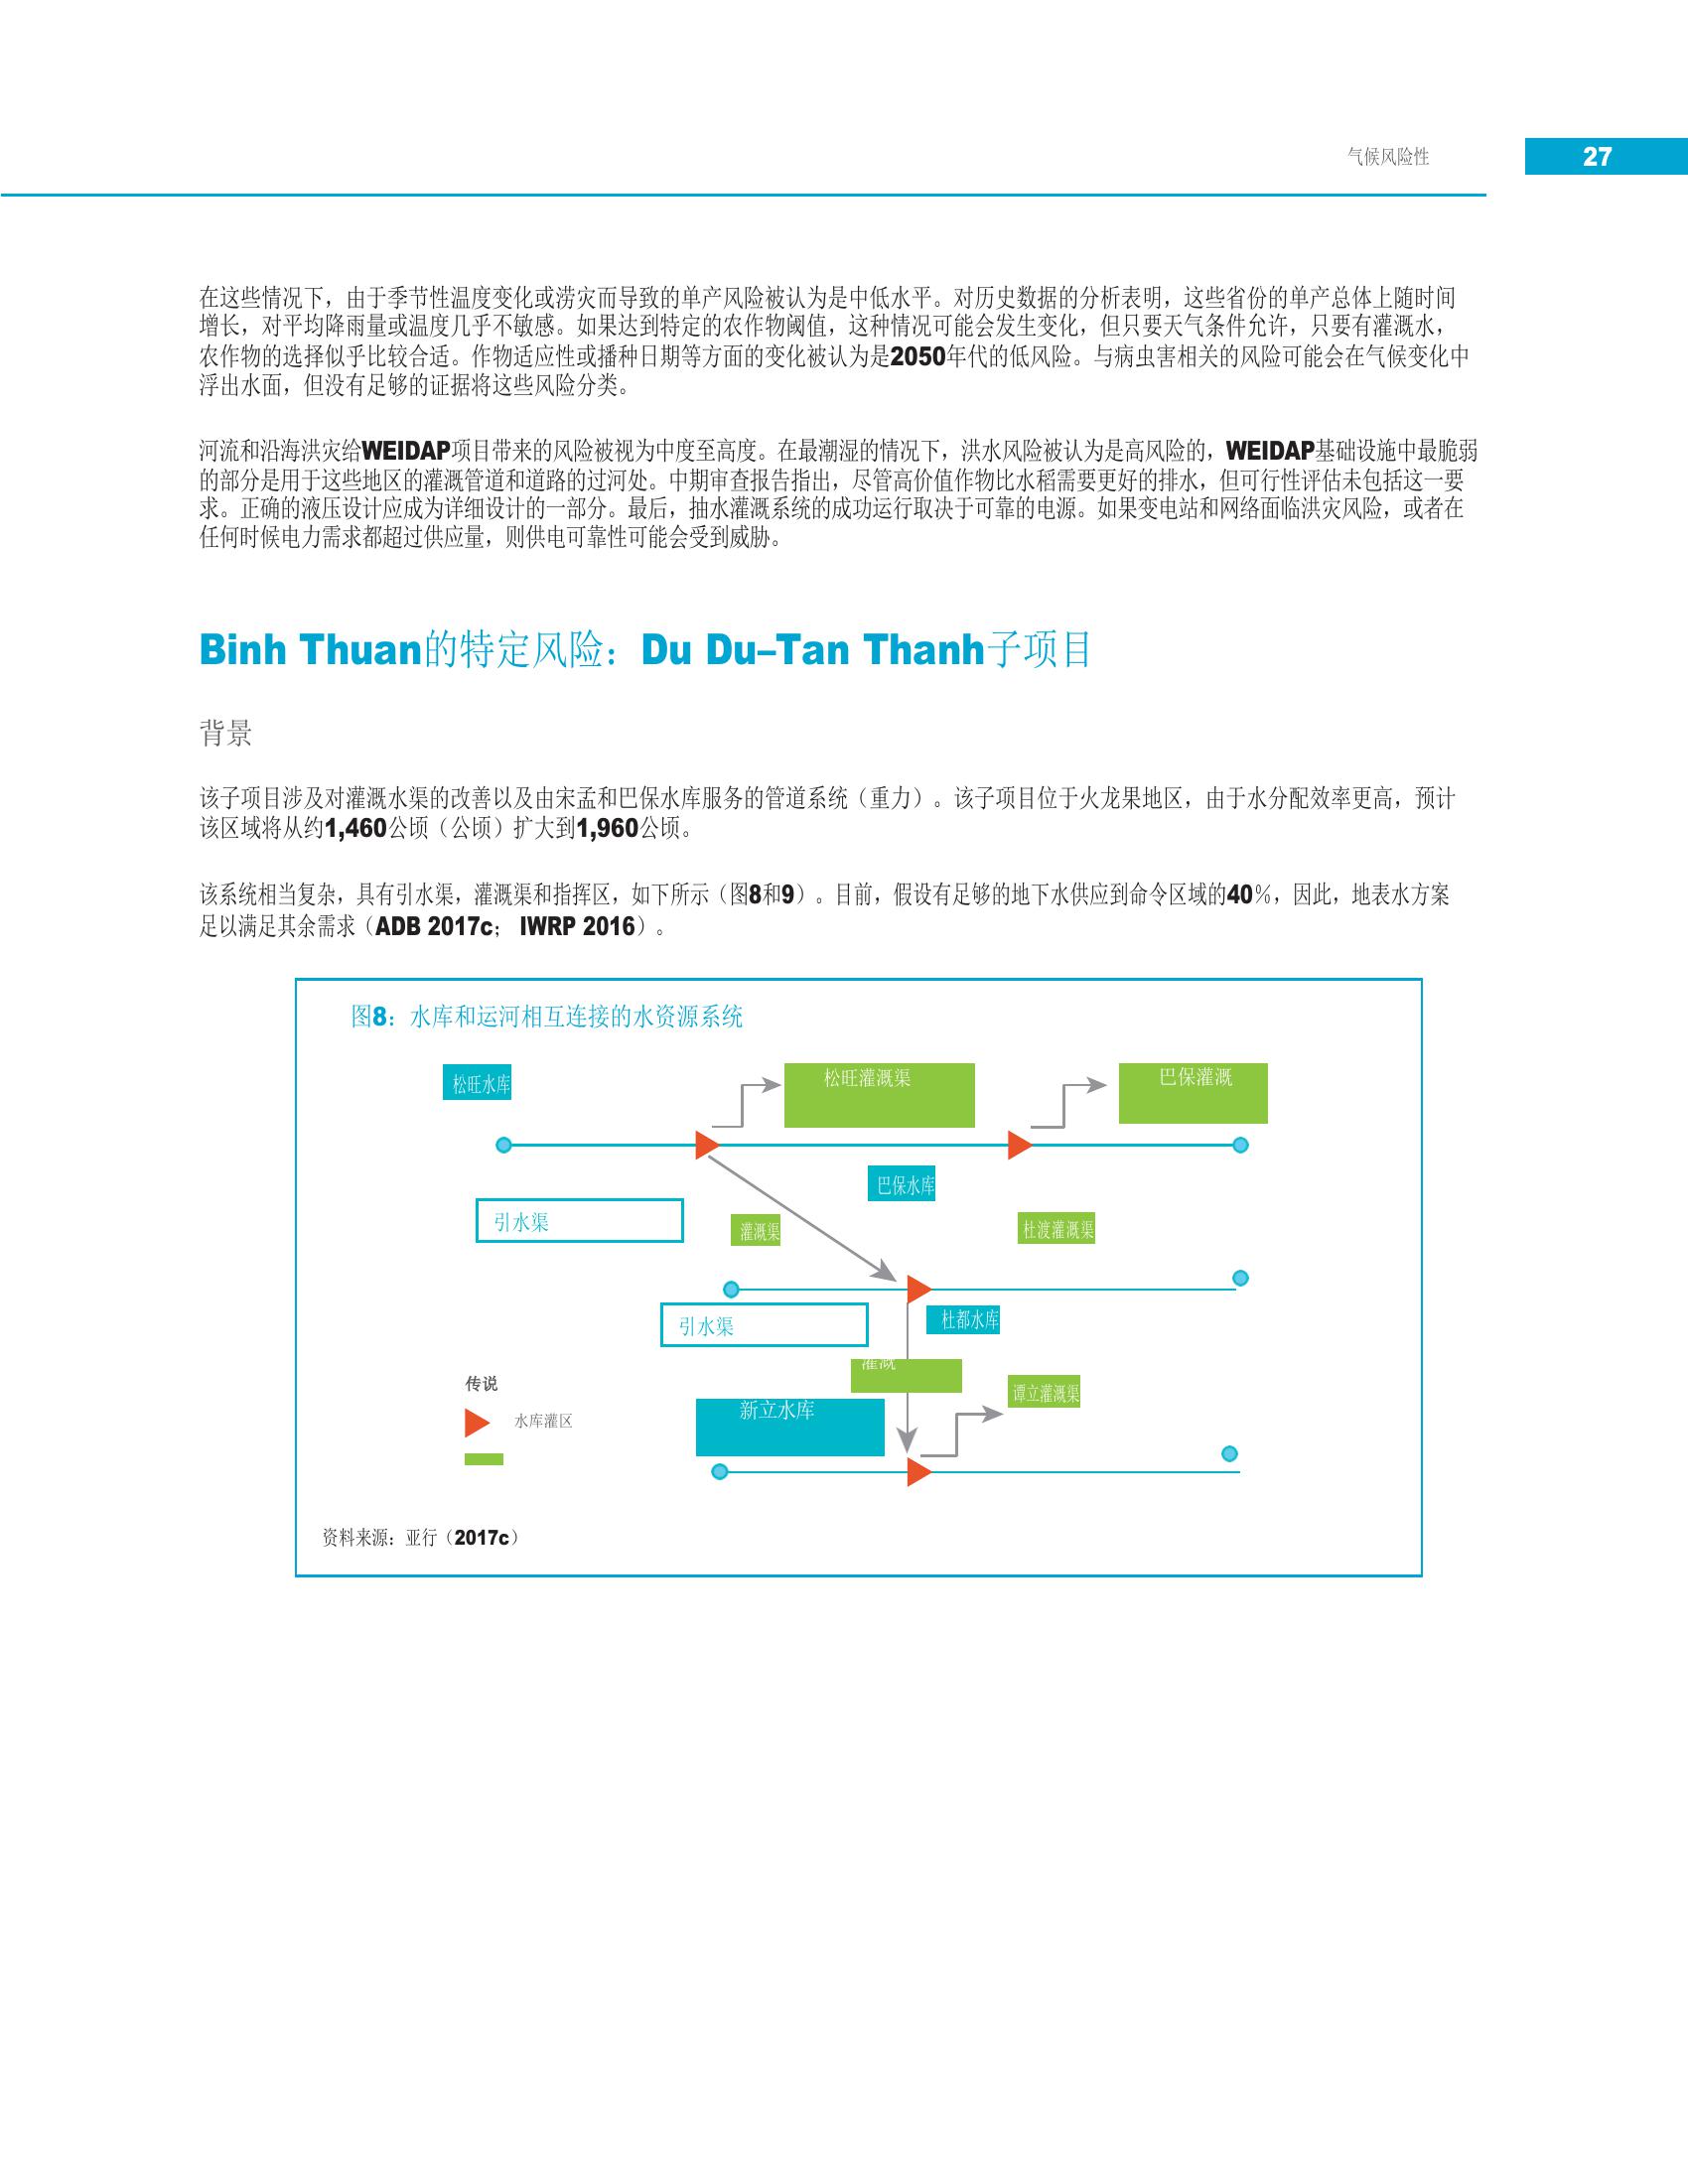 气候风险性
27
在这些情况下，由于季节性温度变化或涝灾而导致的单产风险被认为是中低水平。对历史数据的分析表明，这些省份的单产总体上随时间
增长，对平均降雨量或温度几乎不敏感。如果达到特定的农作物阈值，这种情况可能会发生变化，但只要天气条件允许，只要有灌溉水，
农作物的选择似乎比较合适。作物适应性或播种日期等方面的变化被认为是2050年代的低风险。与病虫害相关的风险可能会在气候变化中
浮出水面，但没有足够的证据将这些风险分类。
河流和沿海洪灾给WEIDAP项目带来的风险被视为中度至高度。在最潮湿的情况下，洪水风险被认为是高风险的，WEIDAP基础设施中最脆弱
的部分是用于这些地区的灌溉管道和道路的过河处。中期审查报告指出，尽管高价值作物比水稻需要更好的排水，但可行性评估未包括这一要
求。正确的液压设计应成为详细设计的一部分。最后，抽水灌溉系统的成功运行取决于可靠的电源。如果变电站和网络面临洪灾风险，或者在
任何时候电力需求都超过供应量，则供电可靠性可能会受到威胁。
Binh Thuan的特定风险：Du Du–Tan Thanh子项目
背景
该子项目涉及对灌溉水渠的改善以及由宋孟和巴保水库服务的管道系统（重力）。该子项目位于火龙果地区，由于水分配效率更高，预计
该区域将从约1,460公顷（公顷）扩大到1,960公顷。
该系统相当复杂，具有引水渠，灌溉渠和指挥区，如下所示（图8和9）。目前，假设有足够的地下水供应到命令区域的40％，因此，地表水方案
足以满足其余需求（ADB 2017c； IWRP 2016）。
图8：水库和运河相互连接的水资源系统
松旺水库
松旺灌溉渠
巴保灌溉
巴保水库
引水渠
灌溉渠
杜渡灌溉渠
引水渠
杜都水库
灌溉
传说
谭立灌溉渠
新立水库
水库灌区
资料来源：亚行（2017c）